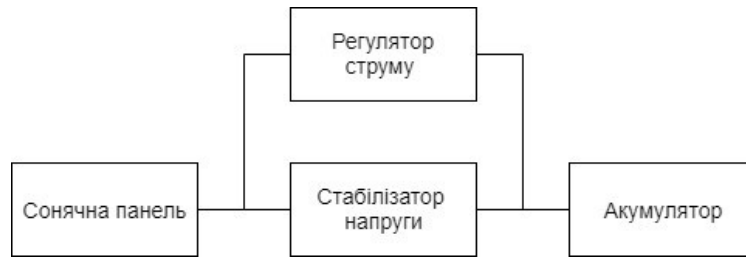 Регулятор
струму
Сонячна панель
Стабілізатор
напруги
Акумулятор